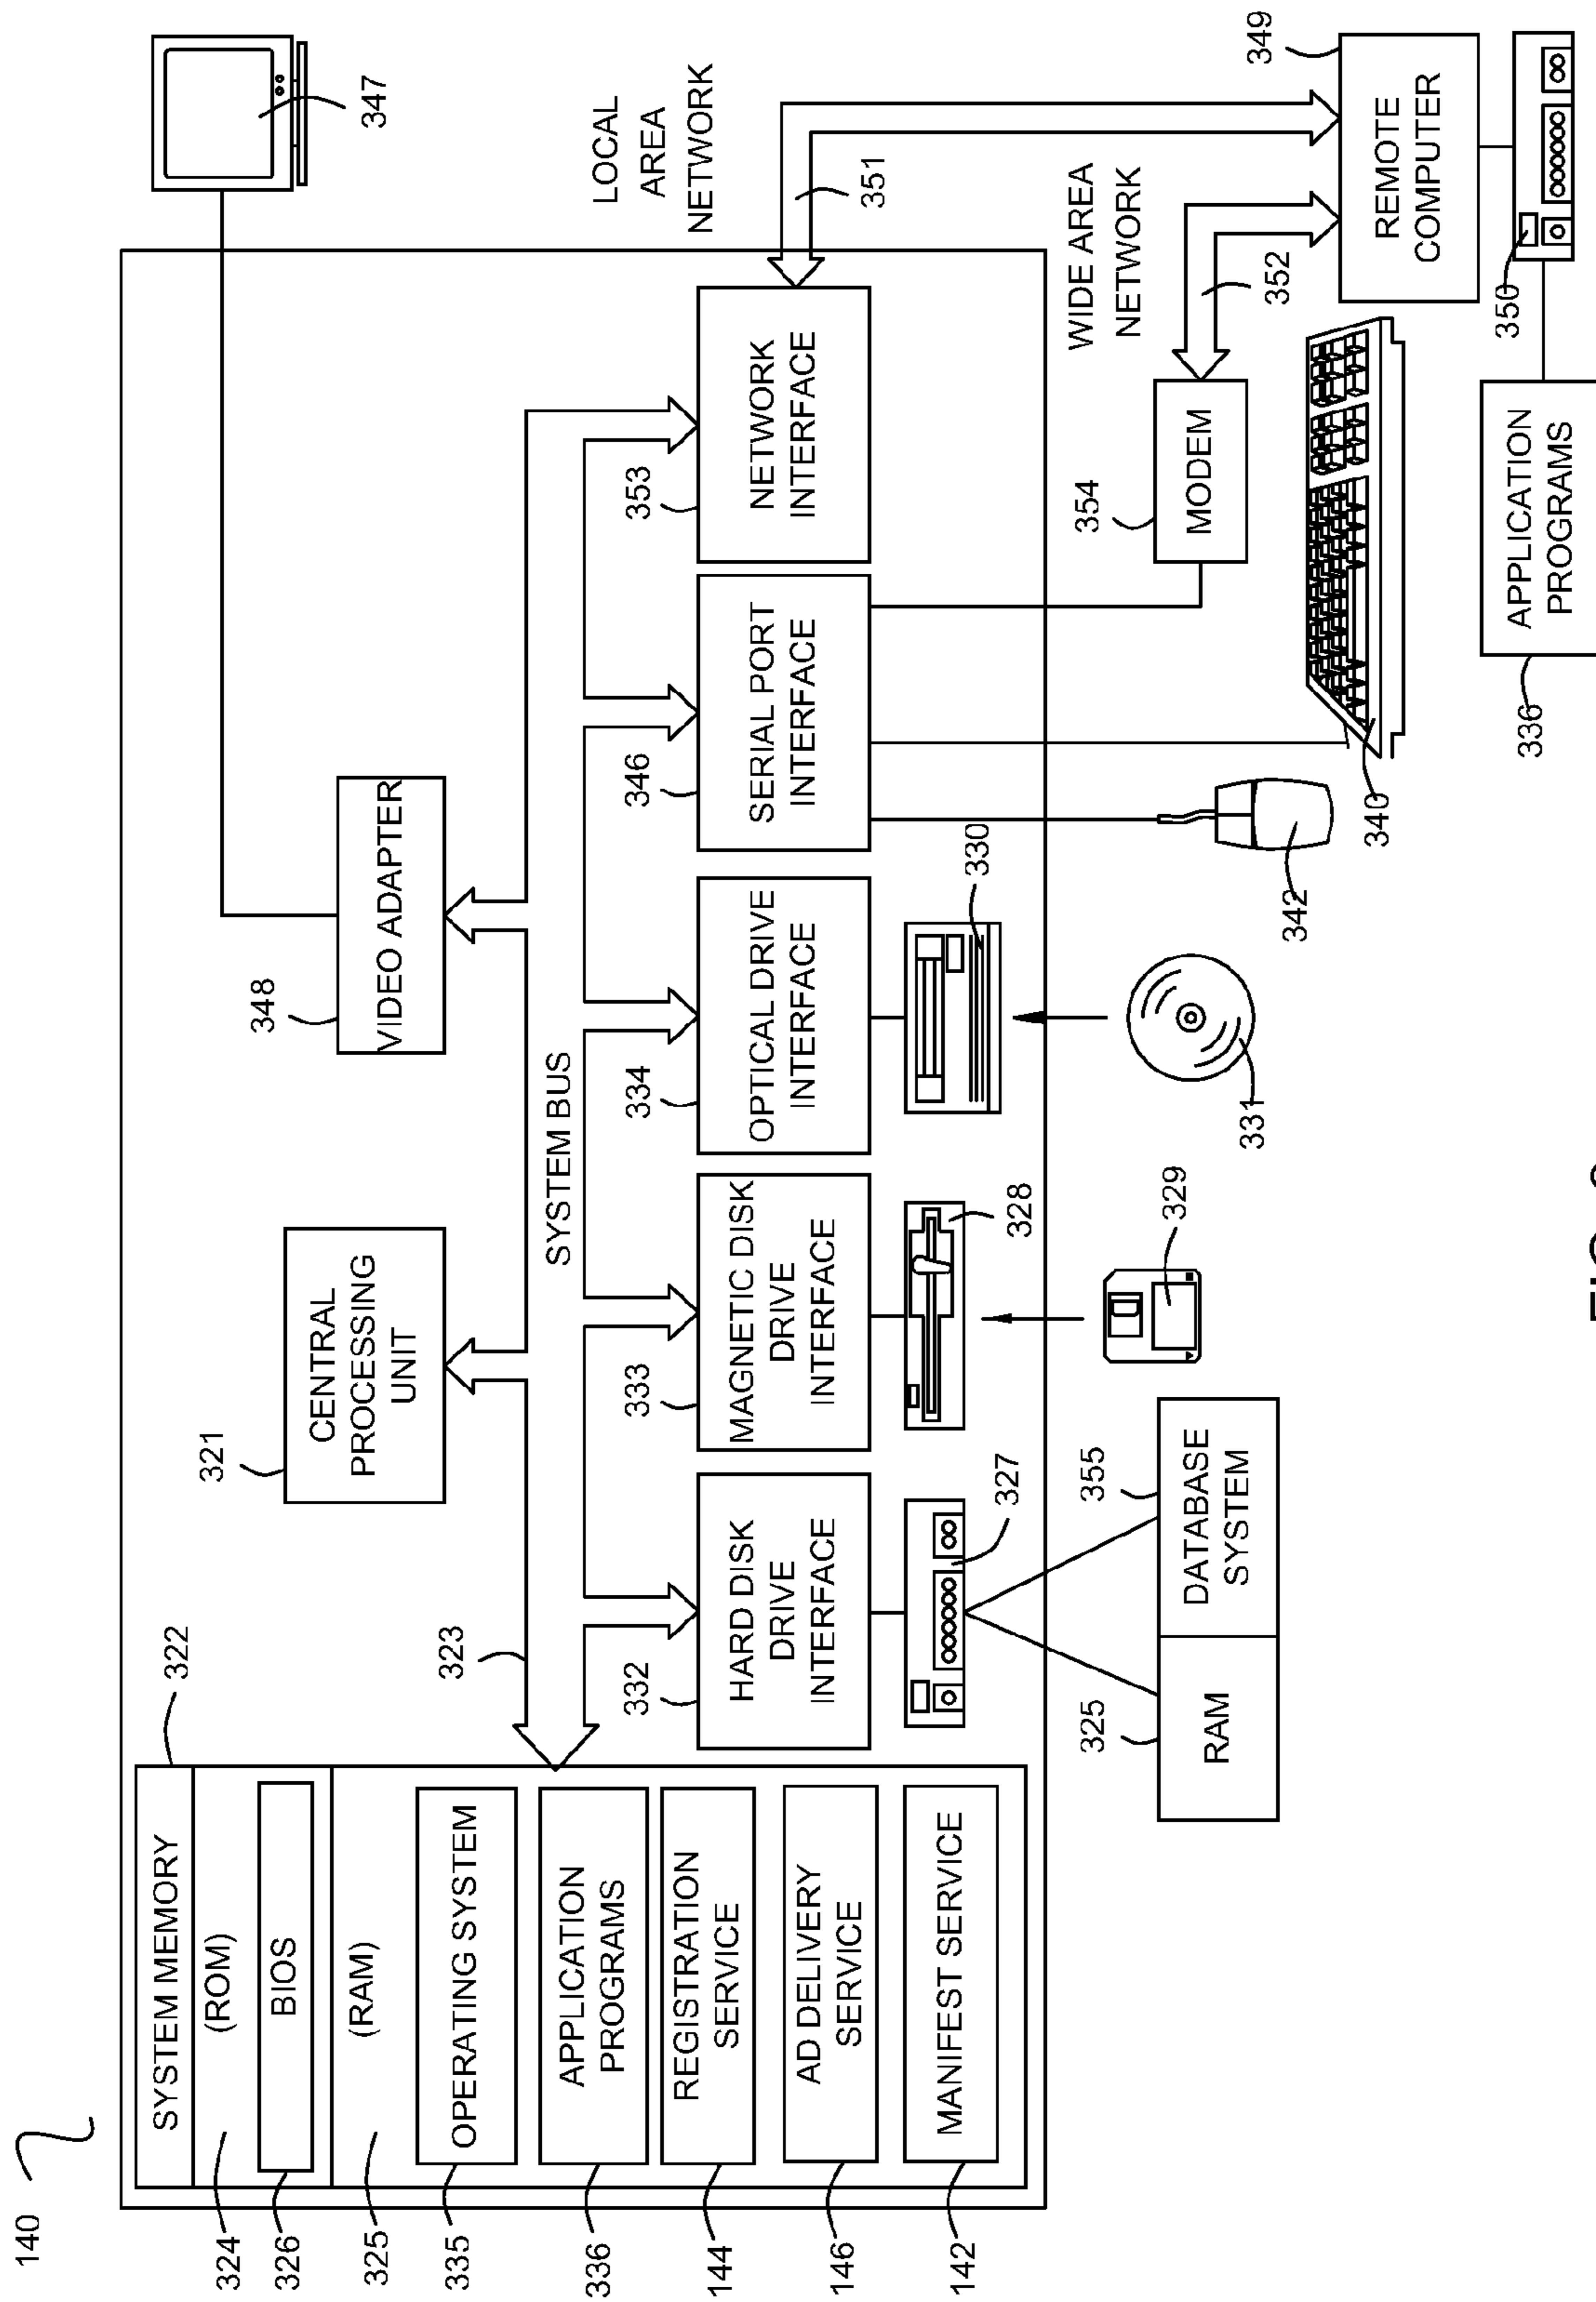 140
324
326
325
335
336
144
146
142
SYSTEM MEMORY
(ROM)
BIOS
(RAM)
OPERATING SYSTEM
APPLICATION
PROGRAMS
REGISTRATION
SERVICE
AD DELIVERY
SERVICE
MANIFEST SERVICE
322
321
CENTRAL
PROCESSING
UNIT
348
VIDEO ADAPTER
347
323
SYSTEM BUS
332
HARD DISK
DRIVE
INTERFACE
333
MAGNETIC DISK
DRIVE
INTERFACE
334
OPTICAL DRIVE
INTERFACE
346
SERIAL PORT
INTERFACE
353
NETWORK
INTERFACE
LOCAL
AREA
NETWORK
351
327
328
330
325
RAM
355
DATABASE
SYSTEM
329
331
342
340
354
MODEM
WIDE AREA
NETWORK
352
349
REMOTE
COMPUTER
350
336
APPLICATION
PROGRAMS